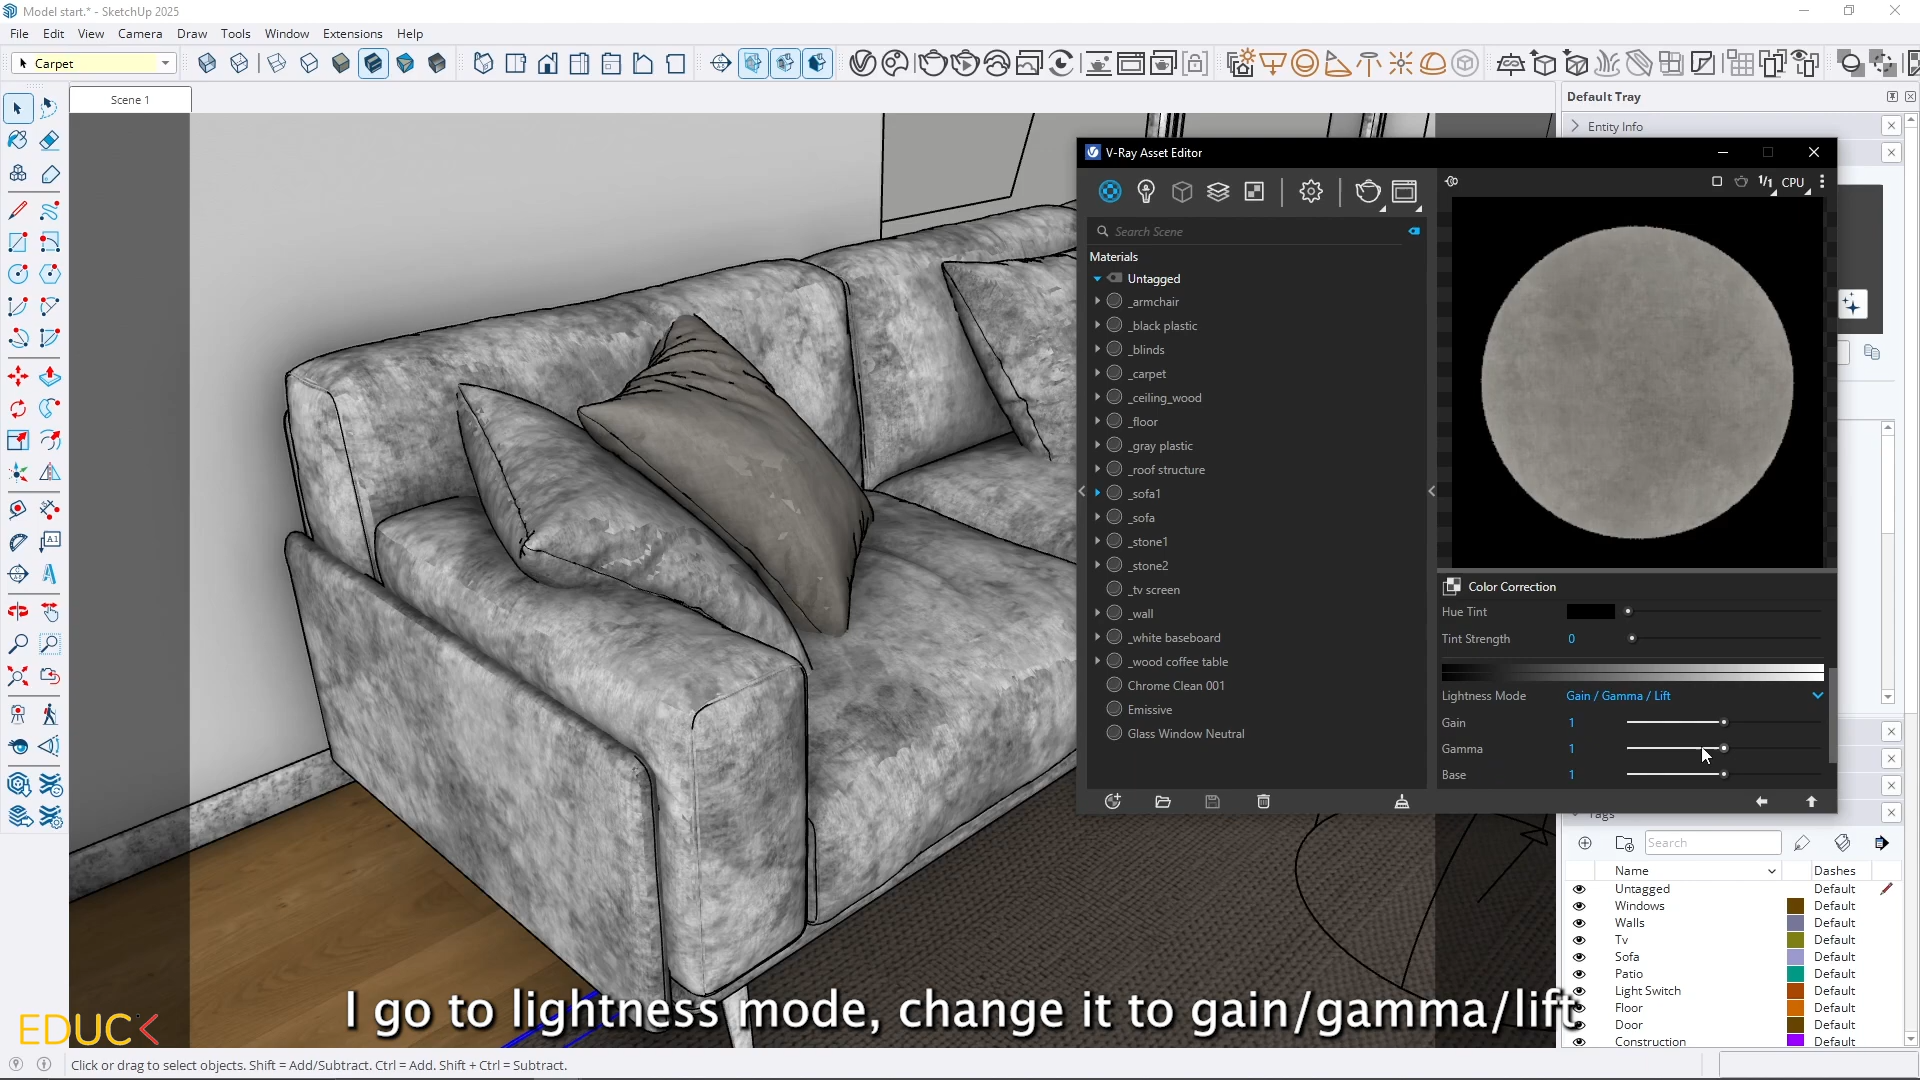 Model start.* - SketchUp 2025
File Edit View Camera Draw Tools Window Extensions Help
Carpet
Scene 1
Default Tray
Entity Info
V-Ray Asset Editor
1/1 CPU
Search Scene
Materials
Untagged
_armchair
_black plastic
_blinds
_carpet
_ceiling_wood
_floor
_gray plastic
_roof structure
_sofa1
_sofa
_stone1
_stone2
_tv screen
_wall
_white baseboard
_wood coffee table
Chrome Clean 001
Emissive
Glass Window Neutral
Color Correction
Hue Tint
Tint Strength 0
Lightness Mode Gain / Gamma / Lift
Gain 1
Gamma 1
Base 1
Tags
Search
Name Dashes
Untagged Default
Windows Default
Walls Default
Tv Default
Sofa Default
Patio Default
Light Switch Default
Floor Default
Door Default
Construction Default
I go to lightness mode, change it to gain/gamma/lift
EDUCK
Click or drag to select objects. Shift = Add/Subtract. Ctrl = Add. Shift + Ctrl = Subtract.